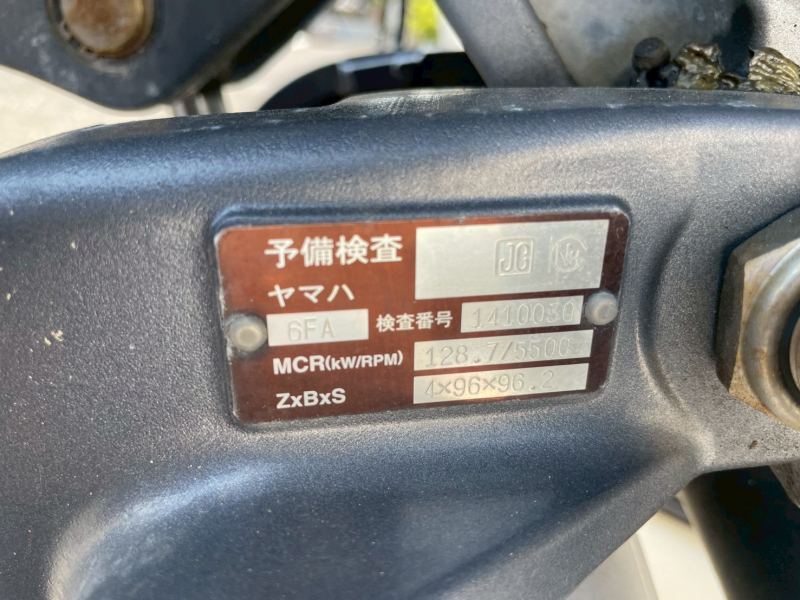 予備検査 JG
ヤマハ
6FA 検査番号 1410030
MCR(kW/RPM) 128.7/5500
ZxBxS 4×96×96.2